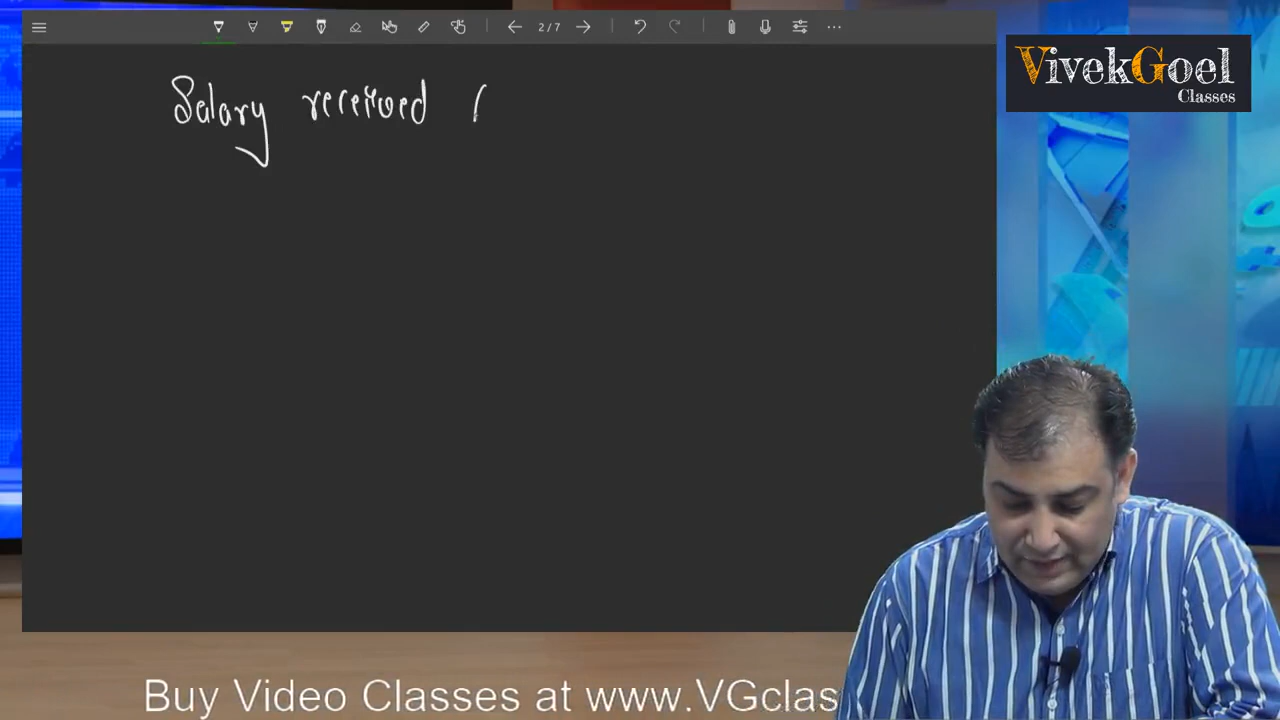 2/7
VivekGoel
Classes
Salary received (
Buy Video Classes at www.VGclas